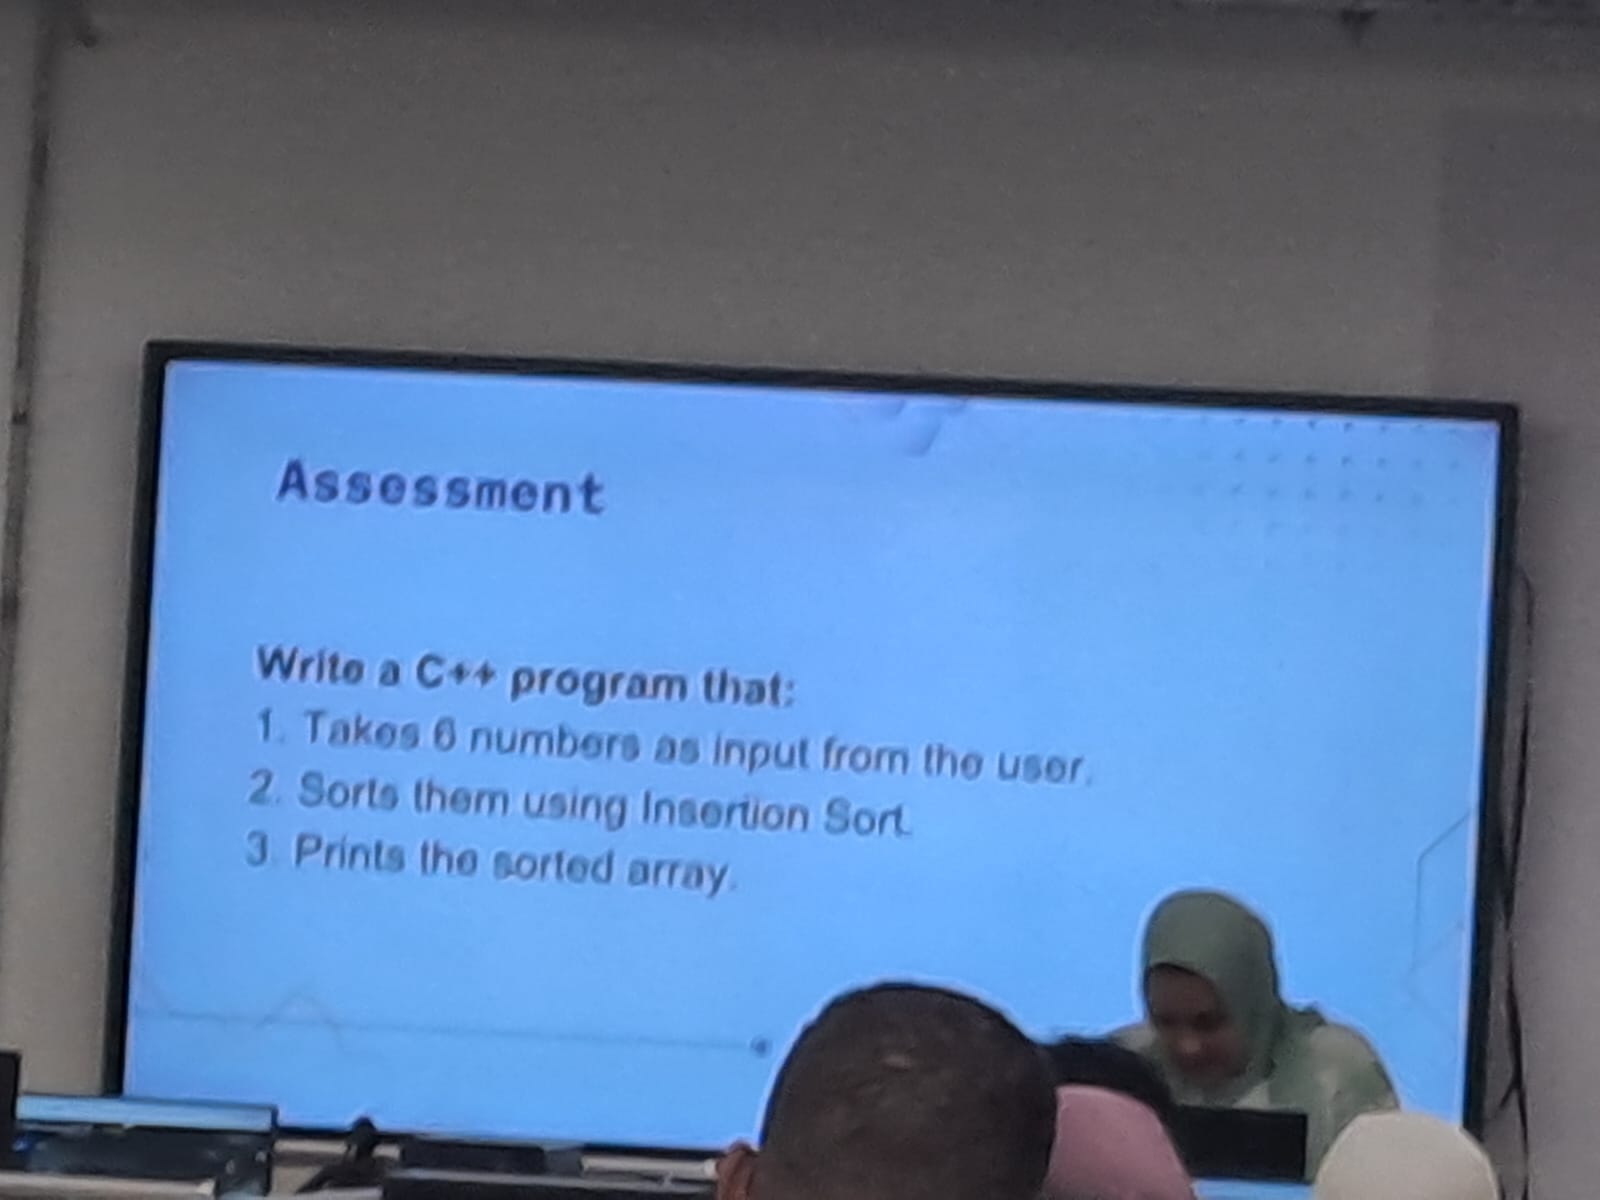 Assessment
Write a C++ program that:
1. Takes 6 numbers as input from the user.
2. Sorts them using Insertion Sort.
3. Prints the sorted array.